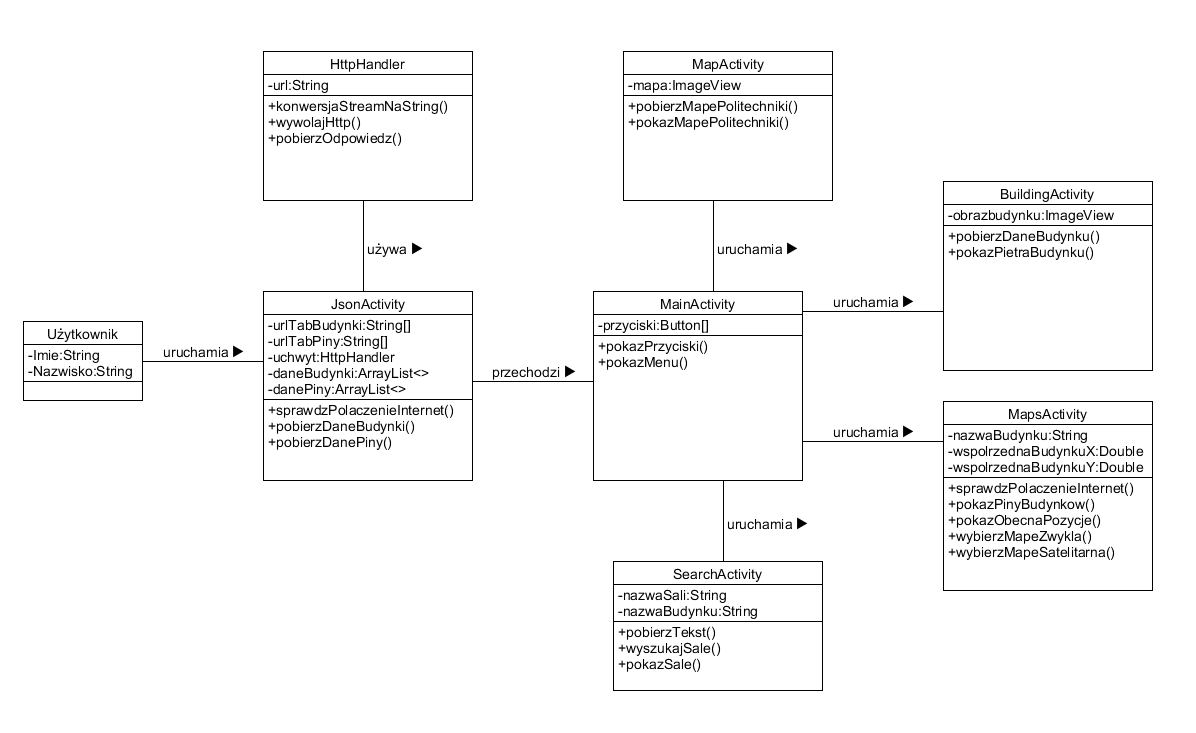 HttpHandler
-url:String
+konwersjaStreamNaString()
+wywolajHttp()
+pobierzOdpowiedz()
MapActivity
-mapa:ImageView
+pobierzMapePolitechniki()
+pokazMapePolitechniki()
BuildingActivity
-obrazbudynku:ImageView
+pobierzDaneBudynku()
+pokazPietraBudynku()
używa ▶
uruchamia ▶
uruchamia ▶
Użytkownik
-Imie:String
-Nazwisko:String
uruchamia ▶
JsonActivity
-urlTabBudynki:String[]
-urlTabPiny:String[]
-uchwyt:HttpHandler
-daneBudynki:ArrayList<>
-danePiny:ArrayList<>
+sprawdzPolaczenieInternet()
+pobierzDaneBudynki()
+pobierzDanePiny()
przechodzi ▶
MainActivity
-przyciski:Button[]
+pokazPrzyciski()
+pokazMenu()
uruchamia ▶
MapsActivity
-nazwaBudynku:String
-wspolrzednaBudynkuX:Double
-wspolrzednaBudynkuY:Double
+sprawdzPolaczenieInternet()
+pokazPinyBudynkow()
+pokazObecnaPozycje()
+wybierzMapeZwykla()
+wybierzMapeSatelitarna()
uruchamia ▶
SearchActivity
-nazwaSali:String
-nazwaBudynku:String
+pobierzTekst()
+wyszukajSale()
+pokazSale()